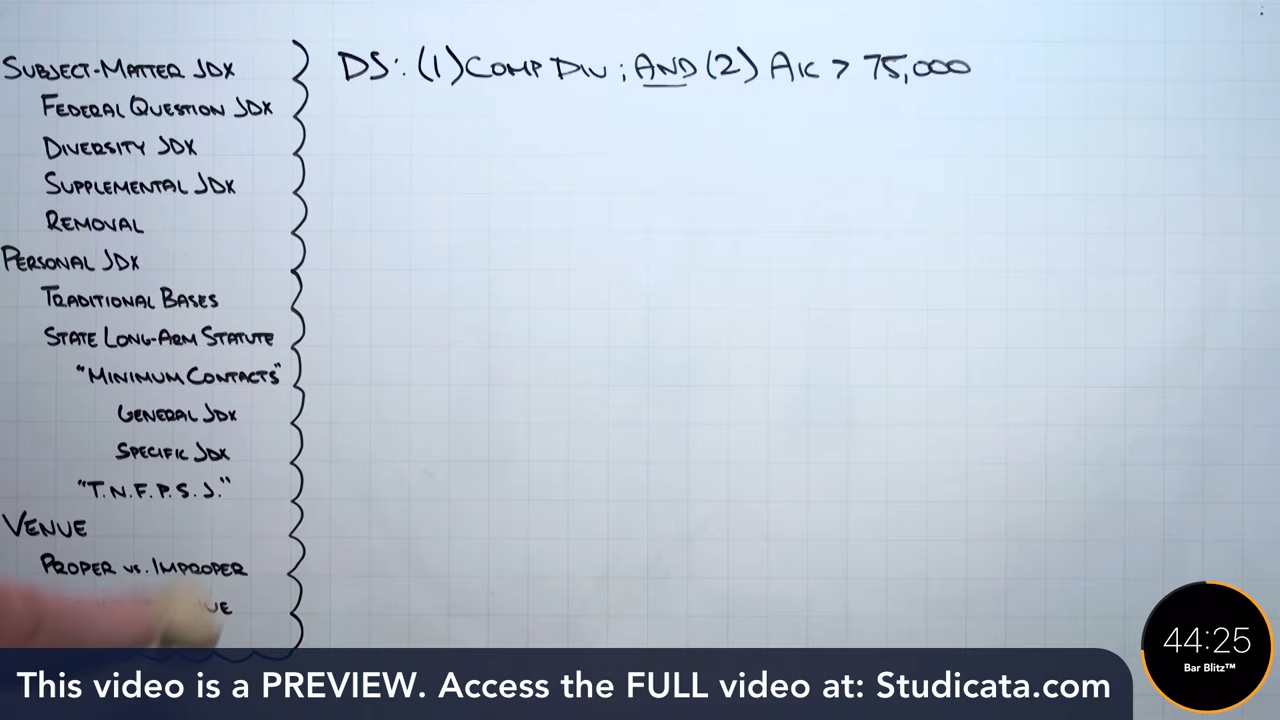 SUBJECT-MATTER JDX
FEDERAL QUESTION JDX
DIVERSITY JDX
SUPPLEMENTAL JDX
REMOVAL
PERSONAL JDX
TRADITIONAL BASES
STATE LONG-ARM STATUTE
"MINIMUM CONTACTS"
GENERAL JDX
SPECIFIC JDX
"T.N.F.P.S.J."
VENUE
PROPER vs. IMPROPER
DS: (1) COMP DIV; AND (2) AIC > 75,000
44:25
Bar Blitz™
This video is a PREVIEW. Access the FULL video at: Studicata.com